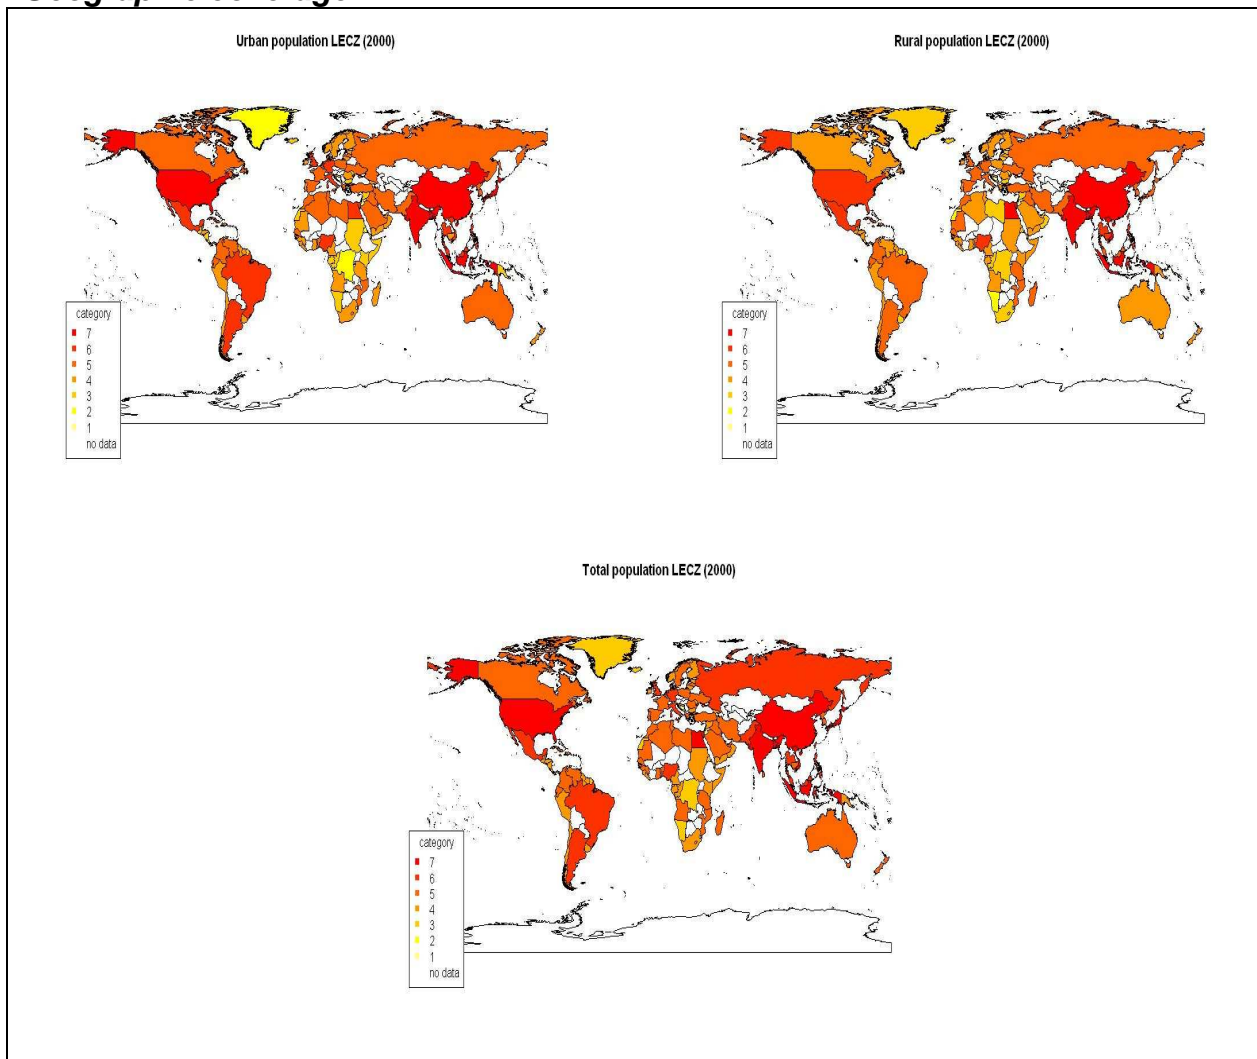 Urban population LECZ (2000)
Rural population LECZ (2000)
category
7
6
5
4
3
2
1
no data
category
7
6
5
4
3
2
1
no data
Total population LECZ (2000)
category
7
6
5
4
3
2
1
no data